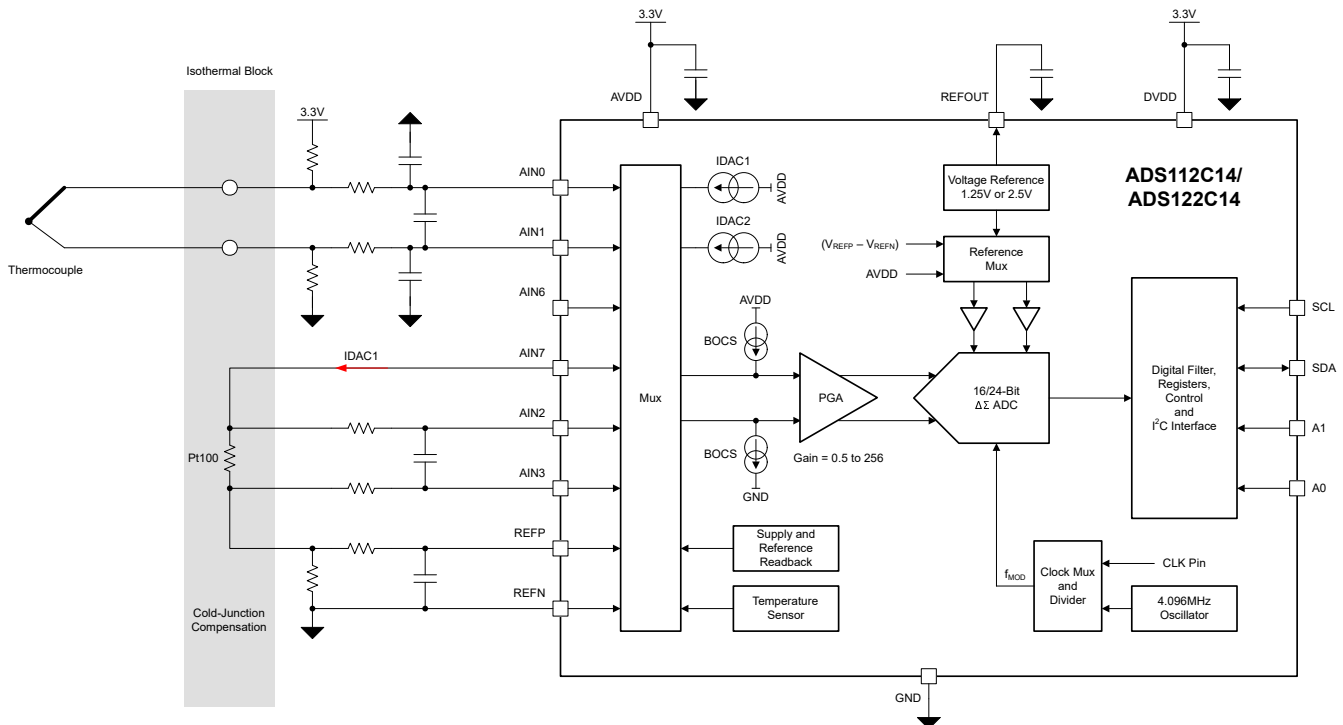 3.3V
3.3V
Isothermal Block
AVDD
REFOUT
DVDD
3.3V
ADS112C14/
ADS122C14
IDAC1
AVDD
Voltage Reference
1.25V or 2.5V
AIN0
IDAC2
AVDD
(VREFP – VREFN)
Reference
Mux
AIN1
AVDD
Thermocouple
AIN6
AVDD
BOCS
SCL
IDAC1
AIN7
Mux
PGA
16/24-Bit
ΔΣ ADC
Digital Filter,
Registers,
Control
and
I²C Interface
SDA
AIN2
A1
Pt100
BOCS
Gain = 0.5 to 256
AIN3
GND
A0
REFP
Supply and
Reference
Readback
fMOD
Clock Mux
and
Divider
CLK Pin
REFN
Temperature
Sensor
4.096MHz
Oscillator
Cold-Junction
Compensation
GND